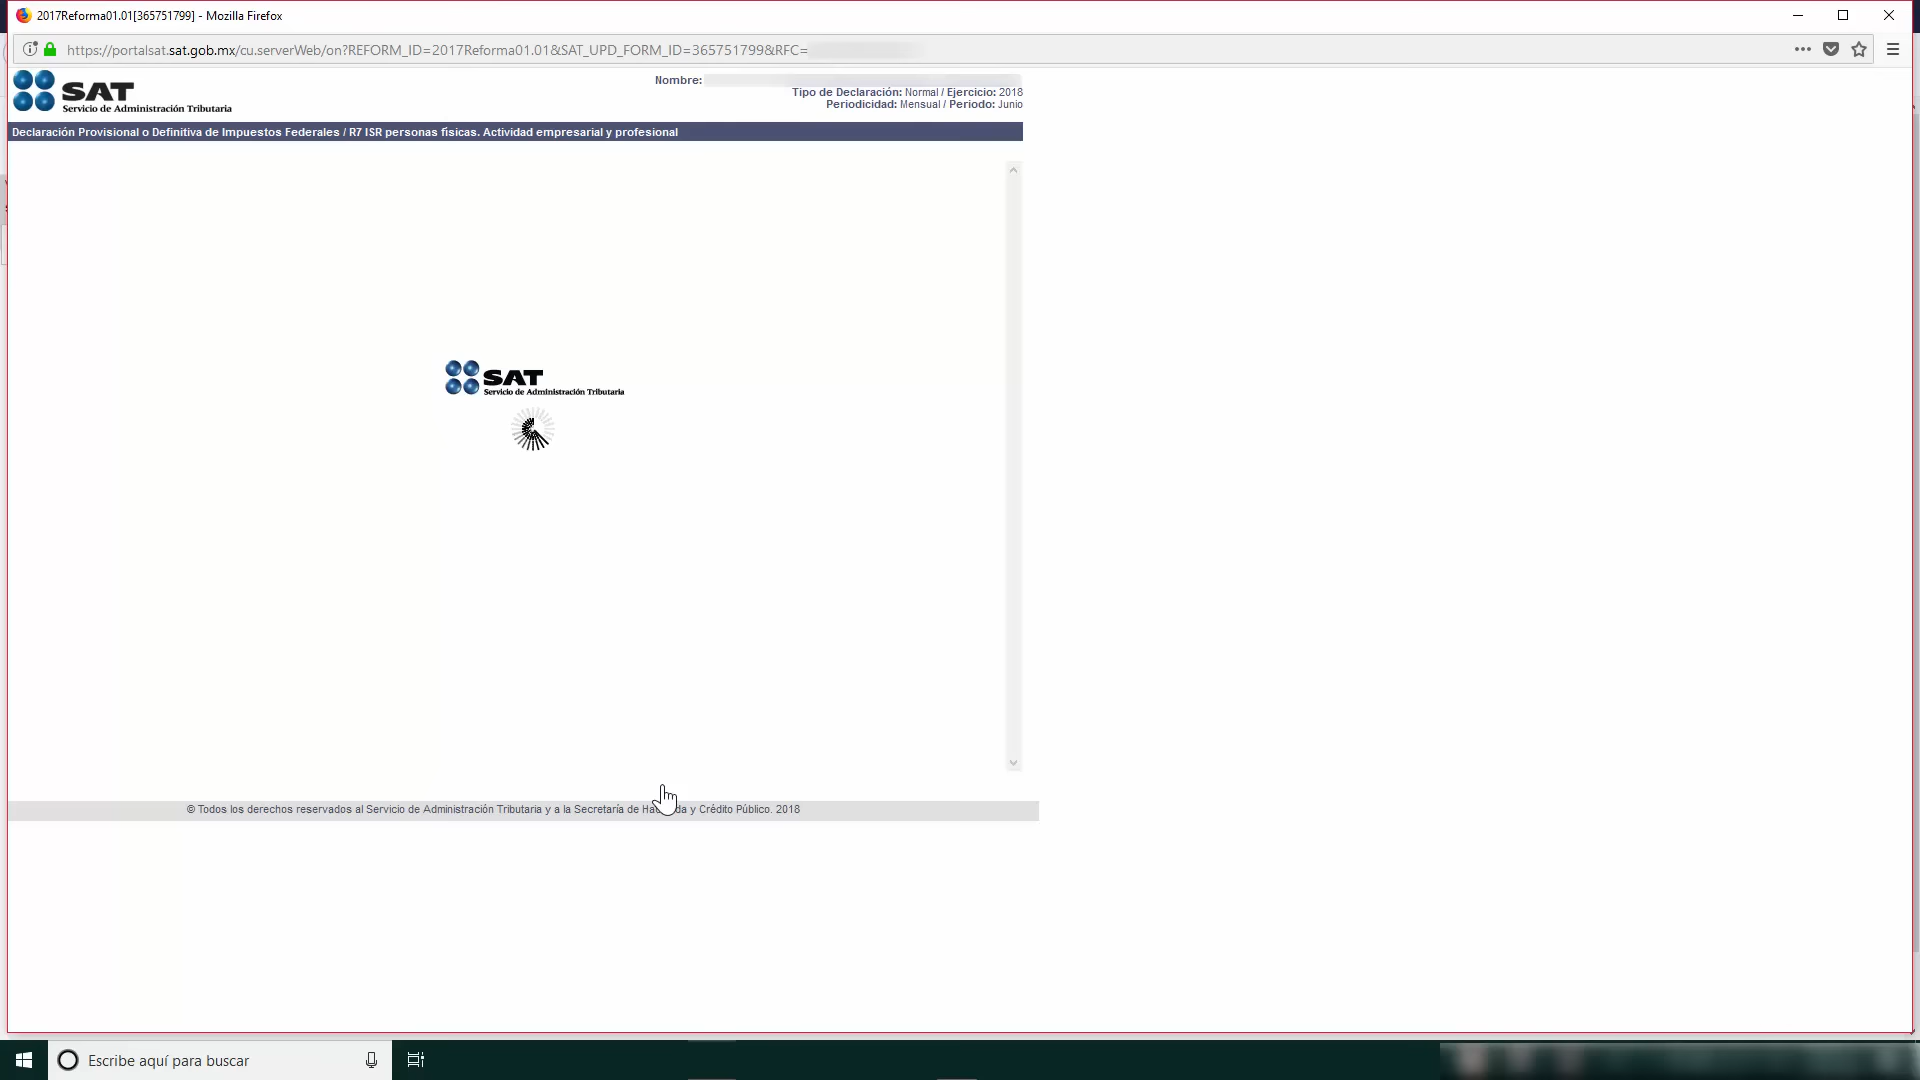 2017Reforma01.01[365751799] - Mozilla Firefox
https://portalsat.sat.gob.mx/cu.serverWeb/on?REFORM_ID=2017Reforma01.01&SAT_UPD_FORM_ID=365751799&RFC=
SAT
Servicio de Administración Tributaria
Nombre:
Tipo de Declaración: Normal / Ejercicio: 2018
Periodicidad: Mensual / Periodo: Junio
Declaración Provisional o Definitiva de Impuestos Federales / R7 ISR personas físicas. Actividad empresarial y profesional
SAT
Servicio de Administración Tributaria
© Todos los derechos reservados al Servicio de Administración Tributaria y a la Secretaría de Hacienda y Crédito Público. 2018
Escribe aquí para buscar